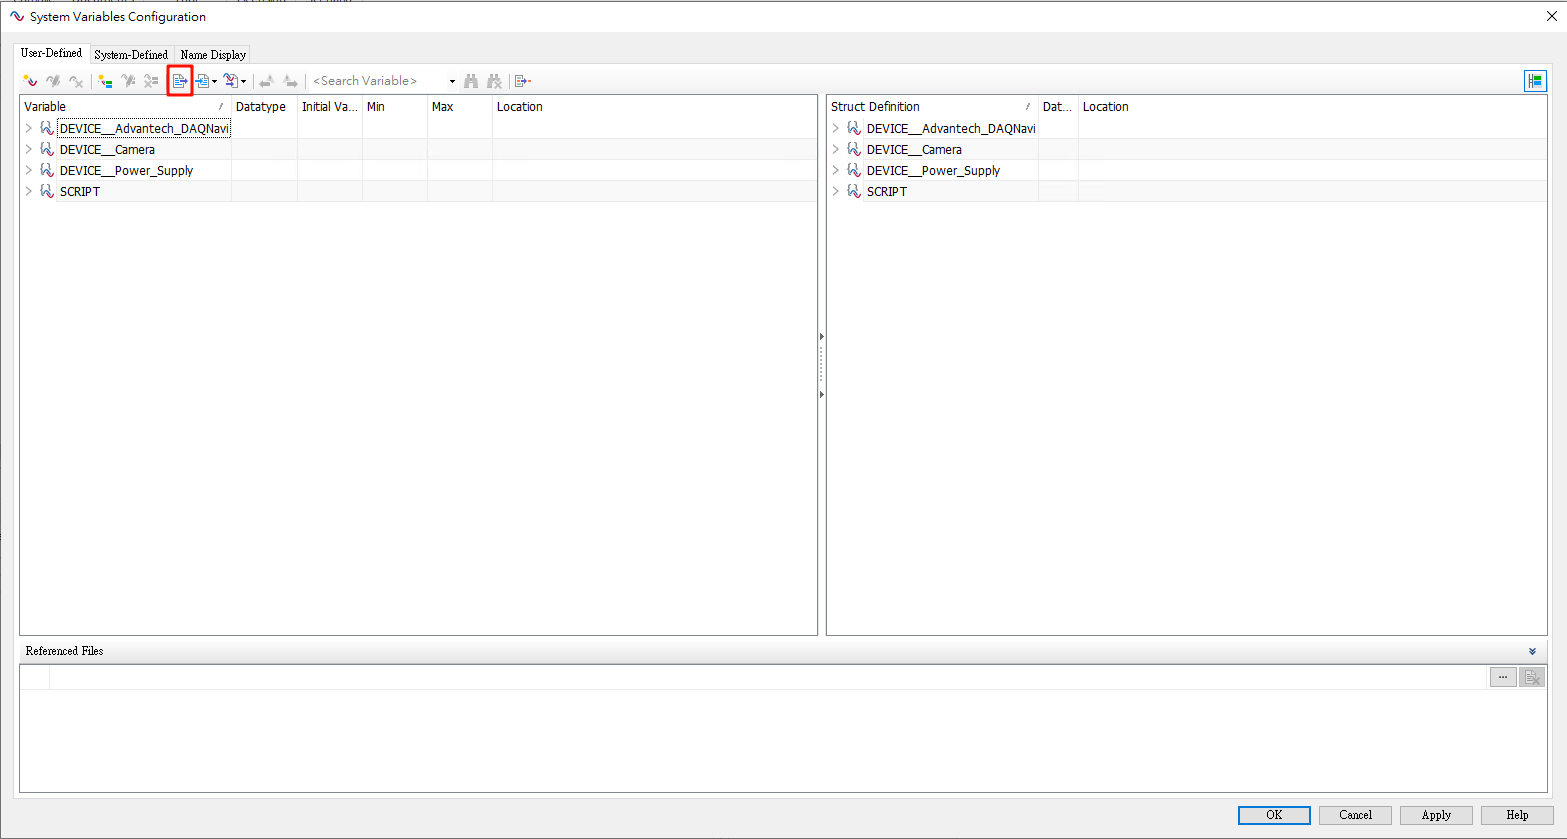 System Variables Configuration
User-Defined System-Defined Name Display
<Search Variable>
Variable Datatype Initial Va... Min Max Location
DEVICE__Advantech_DAQNavi
DEVICE__Camera
DEVICE__Power_Supply
SCRIPT
Struct Definition Dat... Location
DEVICE__Advantech_DAQNavi
DEVICE__Camera
DEVICE__Power_Supply
SCRIPT
Referenced Files
...
OK Cancel Apply Help